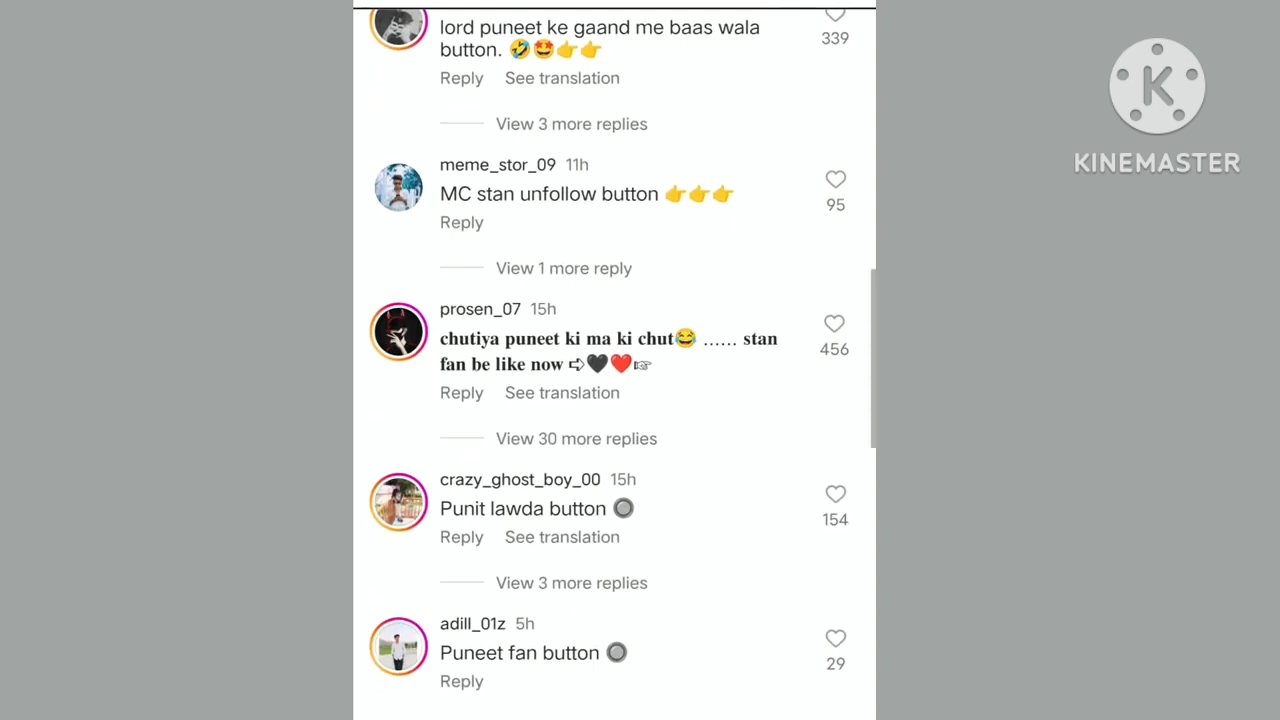 lord puneet ke gaand me baas wala
button. 🤣🤩👉👉
339
Reply See translation
View 3 more replies
meme_stor_09 11h
MC stan unfollow button 👉👉👉
95
Reply
View 1 more reply
prosen_07 15h
chutiya puneet ki ma ki chut😂 ...... stan
fan be like now ➪🖤❤️☞
456
Reply See translation
View 30 more replies
crazy_ghost_boy_00 15h
Punit lawda button 🔘
154
Reply See translation
View 3 more replies
adill_01z 5h
Puneet fan button 🔘
29
Reply
K
KINEMASTER